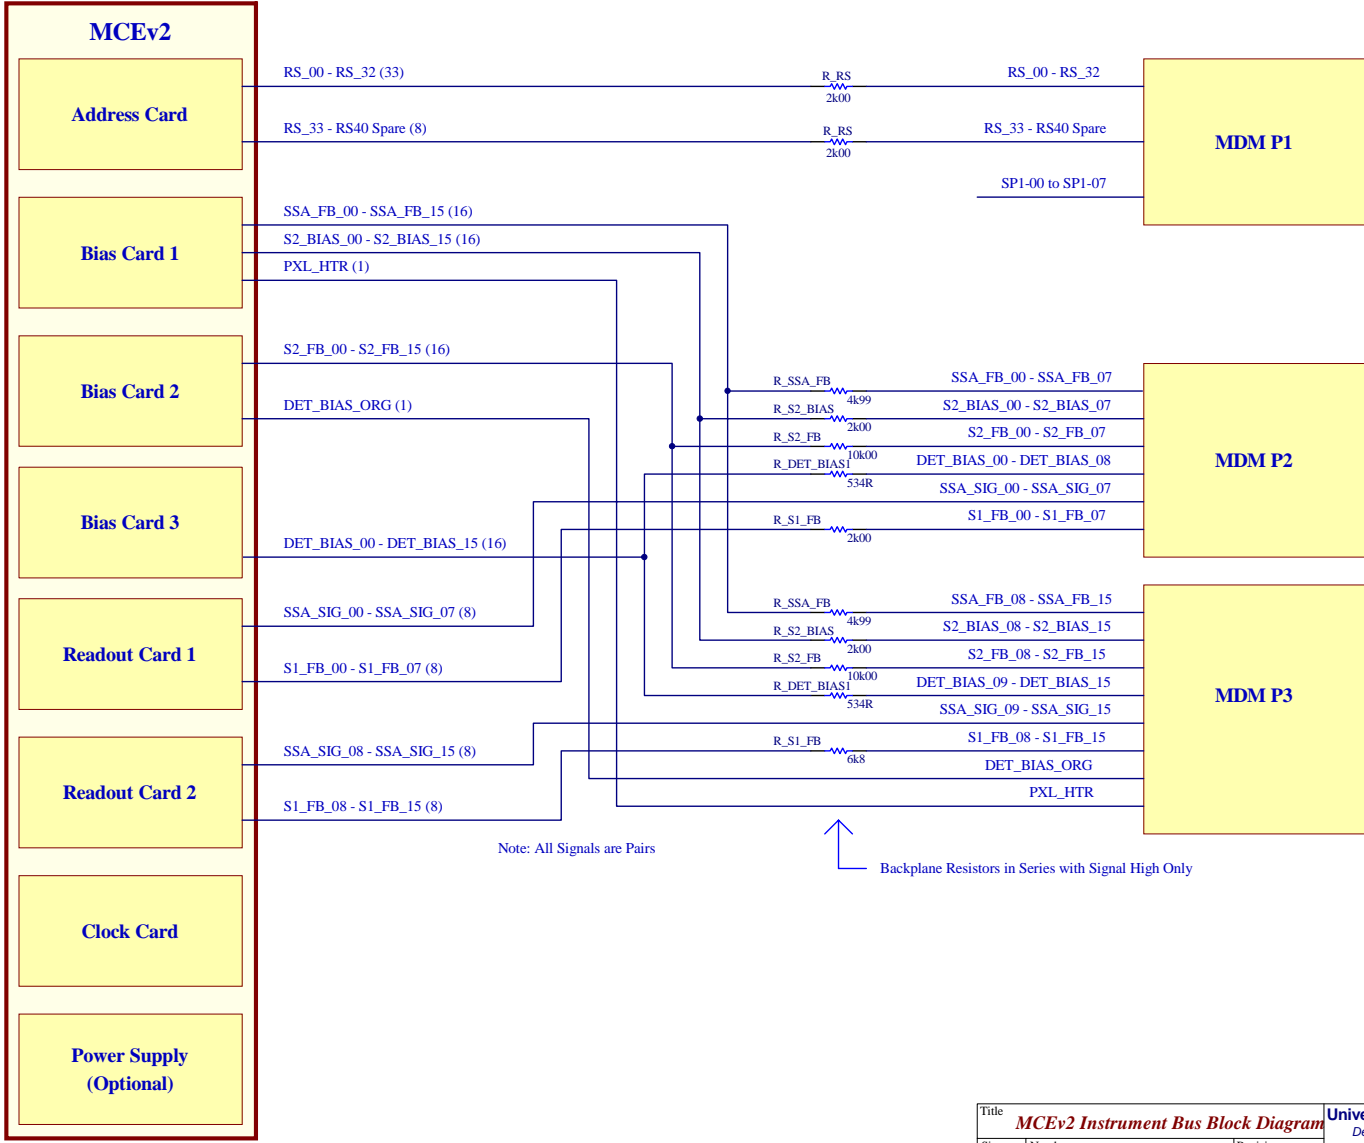 MCEv2
Address Card
Bias Card 1
Bias Card 2
Bias Card 3
Readout Card 1
Readout Card 2
Clock Card
Power Supply
(Optional)
RS_00 - RS_32 (33)
RS_33 - RS40 Spare (8)
SSA_FB_00 - SSA_FB_15 (16)
S2_BIAS_00 - S2_BIAS_15 (16)
PXL_HTR (1)
S2_FB_00 - S2_FB_15 (16)
DET_BIAS_ORG (1)
DET_BIAS_00 - DET_BIAS_15 (16)
SSA_SIG_00 - SSA_SIG_07 (8)
S1_FB_00 - S1_FB_07 (8)
SSA_SIG_08 - SSA_SIG_15 (8)
S1_FB_08 - S1_FB_15 (8)
R_RS
2k00
RS_00 - RS_32
R_RS
2k00
RS_33 - RS40 Spare
SP1-00 to SP1-07
MDM P1
R_SSA_FB
4k99
SSA_FB_00 - SSA_FB_07
R_S2_BIAS
2k00
S2_BIAS_00 - S2_BIAS_07
R_S2_FB
10k00
S2_FB_00 - S2_FB_07
R_DET_BIAS1
534R
DET_BIAS_00 - DET_BIAS_08
SSA_SIG_00 - SSA_SIG_07
R_S1_FB
2k00
S1_FB_00 - S1_FB_07
MDM P2
R_SSA_FB
4k99
SSA_FB_08 - SSA_FB_15
R_S2_BIAS
2k00
S2_BIAS_08 - S2_BIAS_15
R_S2_FB
10k00
S2_FB_08 - S2_FB_15
R_DET_BIAS1
534R
DET_BIAS_09 - DET_BIAS_15
SSA_SIG_09 - SSA_SIG_15
R_S1_FB
6k8
S1_FB_08 - S1_FB_15
DET_BIAS_ORG
PXL_HTR
MDM P3
Note: All Signals are Pairs
Backplane Resistors in Series with Signal High Only
Title
MCEv2 Instrument Bus Block Diagram